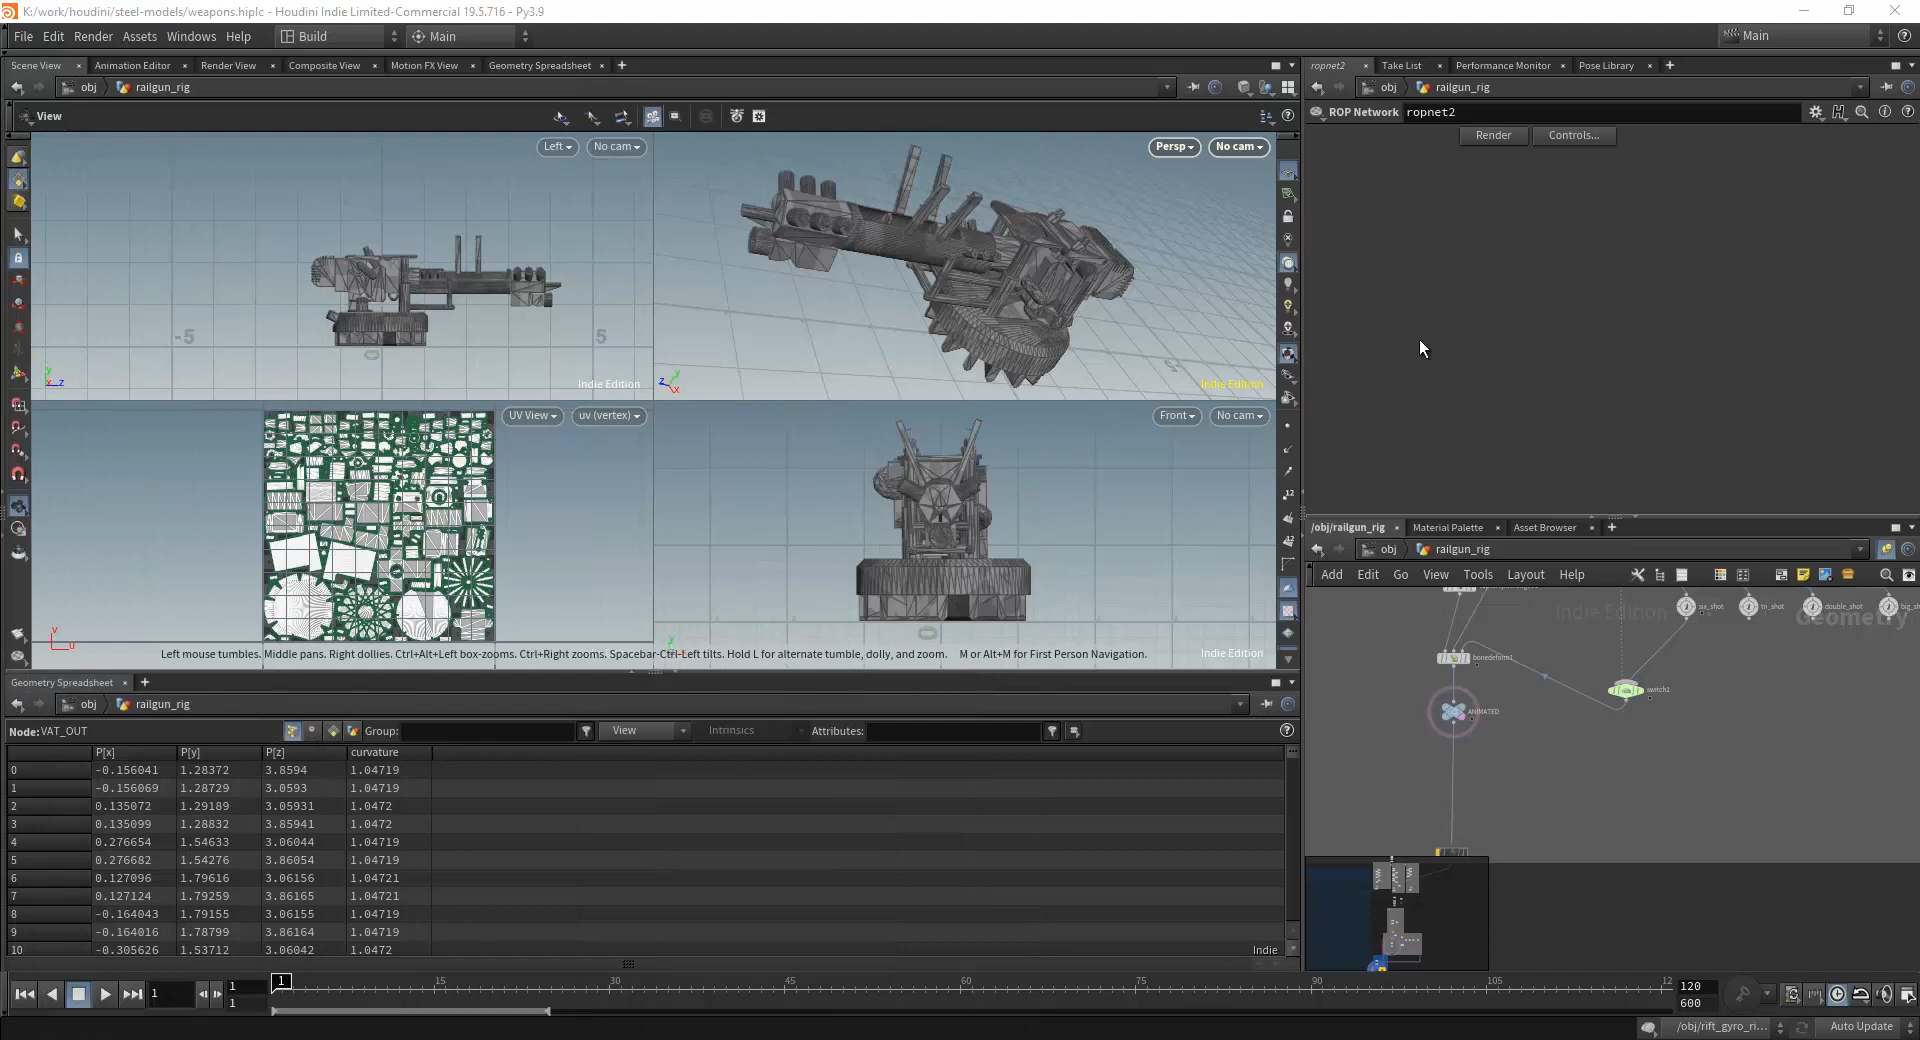 K:/work/houdini/steel-models/weapons.hiplc - Houdini Indie Limited-Commercial 19.5.716 - Py3.9
File Edit Render Assets Windows Help Build Main Main
Scene View Animation Editor Render View Composite View Motion FX View Geometry Spreadsheet
obj railgun_rig
View
Left No cam
Persp No cam
-5 0 5
Indie Edition
Indie Edition
UV View uv (vertex)
Front No cam
Left mouse tumbles. Middle pans. Right dollies. Ctrl+Alt+Left box-zooms. Ctrl+Right zooms. Spacebar-Ctrl-Left tilts. Hold L for alternate tumble, dolly, and zoom. M or Alt+M for First Person Navigation.
Indie Edition
Geometry Spreadsheet
obj railgun_rig
Node: VAT_OUT Group: View Intrinsics Attributes:
P[x] P[y] P[z] curvature
0 -0.156041 1.28372 3.8594 1.04719
1 -0.156069 1.28729 3.0593 1.04719
2 0.135072 1.29189 3.05931 1.0472
3 0.135099 1.28832 3.85941 1.0472
4 0.276654 1.54633 3.06044 1.04719
5 0.276682 1.54276 3.86054 1.04719
6 0.127096 1.79616 3.06156 1.04721
7 0.127124 1.79259 3.86165 1.04721
8 -0.164043 1.79155 3.06155 1.04719
9 -0.164016 1.78799 3.86164 1.04719
10 -0.305626 1.53712 3.06042 1.0472
Indie
ropnet2 Take List Performance Monitor Pose Library
obj railgun_rig
ROP Network ropnet2
Render Controls...
/obj/railgun_rig Material Palette Asset Browser
obj railgun_rig
Add Edit Go View Tools Layout Help
Indie Edition
Geometry
six_shot tri_shot double_shot
bonedeform1
switch1
ANIMATED
1 15 30 45 60 75 90 105 12
1 1 1
120
600
/obj/rift_gyro_ri... Auto Update